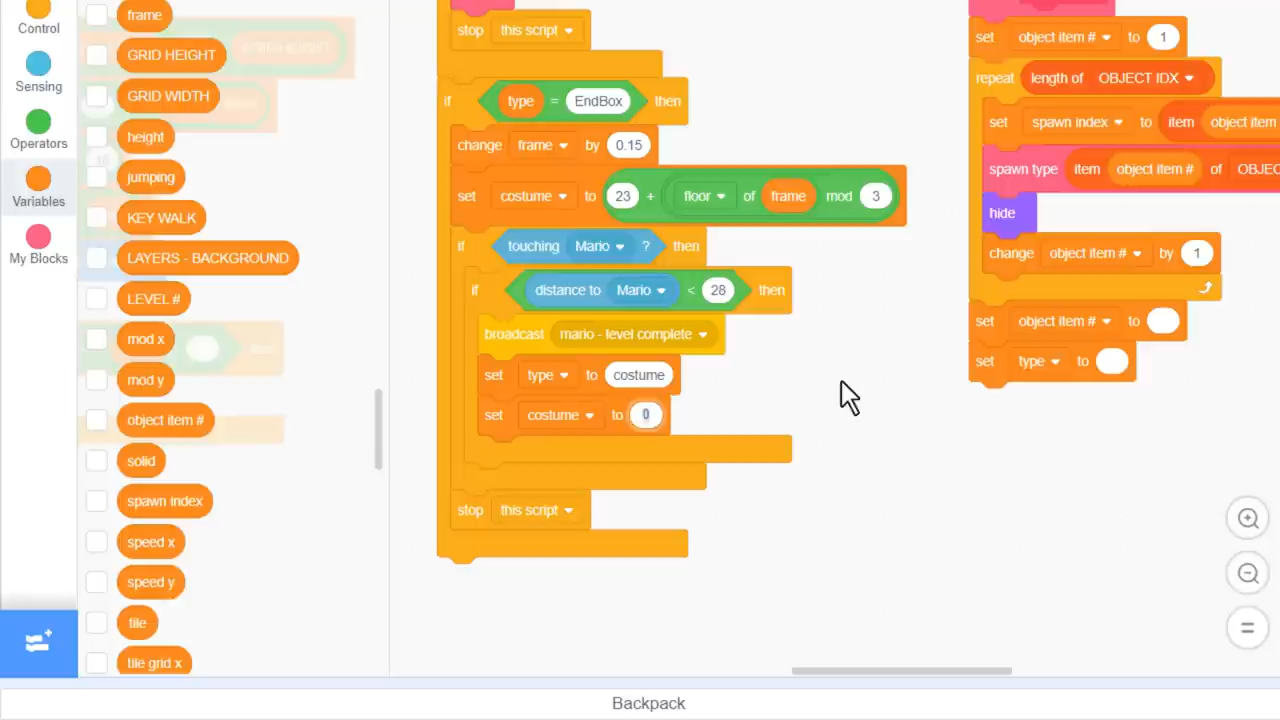 Control
Sensing
Operators
Variables
My Blocks
frame
GRID HEIGHT
GRID WIDTH
height
jumping
KEY WALK
LAYERS - BACKGROUND
LEVEL #
mod x
mod y
object item #
solid
spawn index
speed x
speed y
tile
tile grid x
stop this script
if type = EndBox then
change frame by 0.15
set costume to 23 + floor of frame mod 3
if touching Mario ? then
if distance to Mario < 28 then
broadcast mario - level complete
set type to costume
set costume to 0
stop this script
set object item # to 1
repeat length of OBJECT IDX
set spawn index to item object item
spawn type item object item # of OBJEC
hide
change object item # by 1
set object item # to
set type to
Backpack